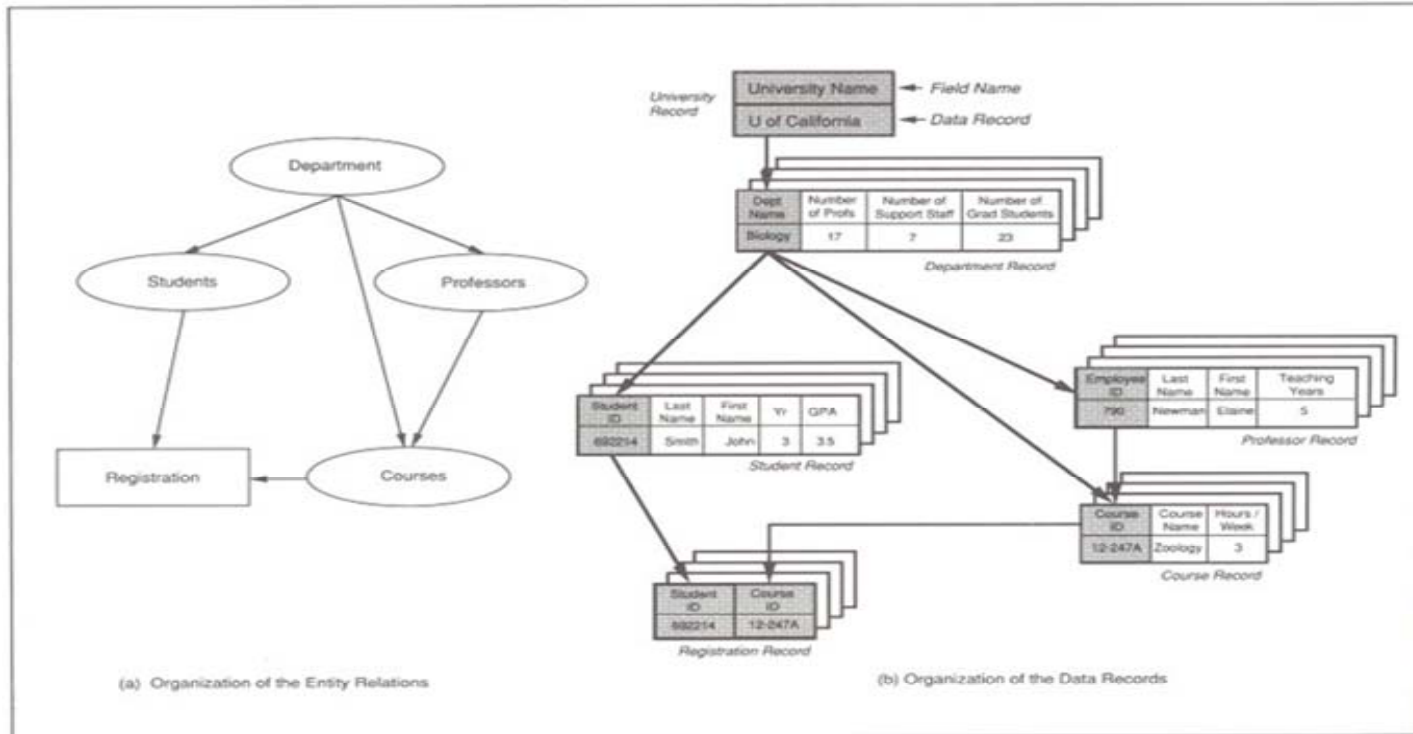 Department
Students
Professors
Registration
Courses
(a) Organization of the Entity Relations
University Record
University Name
U of California
Field Name
Data Record
Dept Name
Number of Profs
Number of Support Staff
Number of Grad Students
Biology
17
7
23
Department Record
Student ID
Last Name
First Name
Yr
GPA
692214
Smith
John
3
3.5
Student Record
Employee ID
Last Name
First Name
Teaching Years
790
Newman
Elaine
5
Professor Record
Course ID
Course Name
Hours / Week
12-247A
Zoology
3
Course Record
Student ID
Course ID
692214
12-247A
Registration Record
(b) Organization of the Data Records